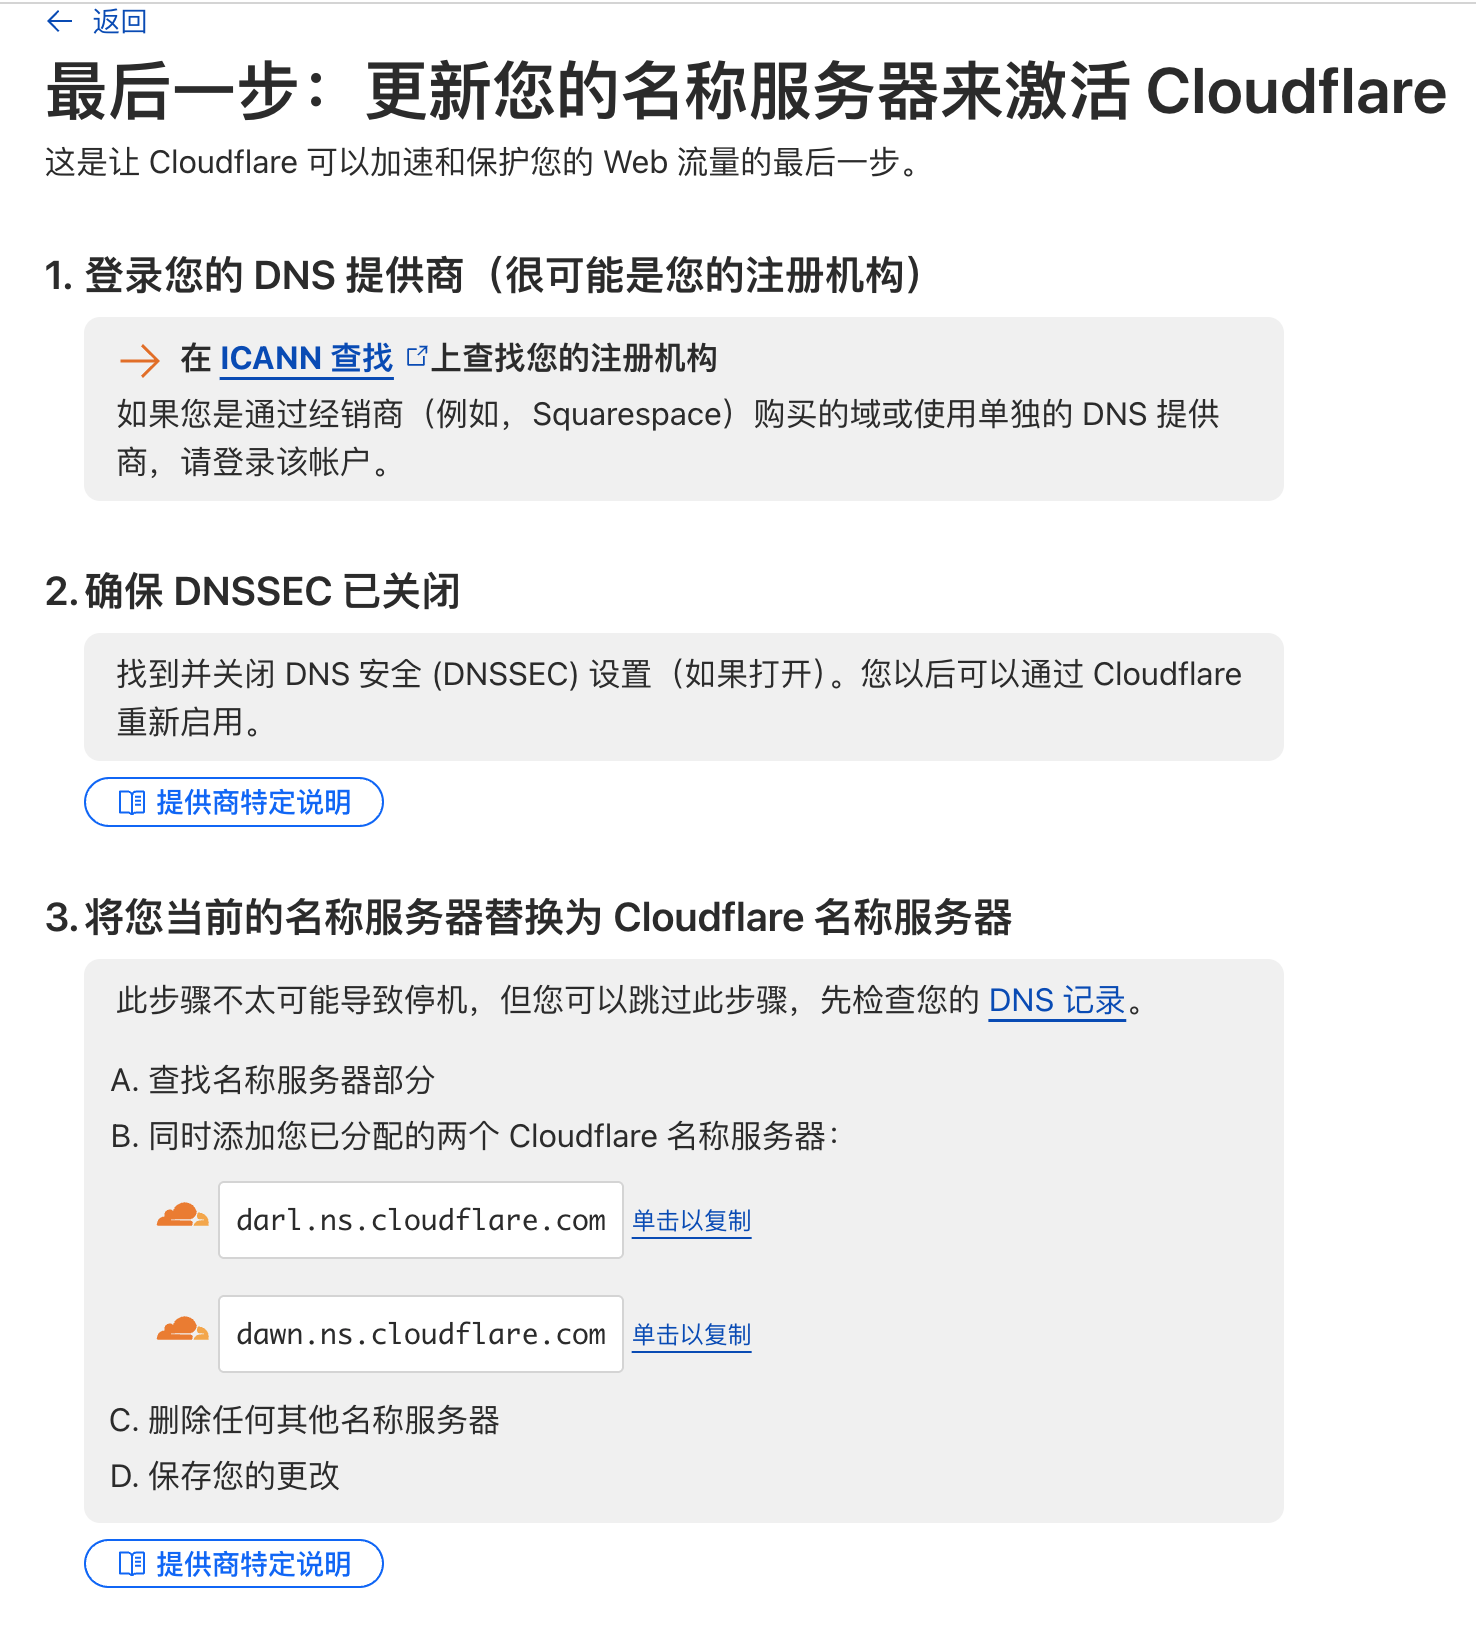 返回
最后一步：更新您的名称服务器来激活 Cloudflare
这是让 Cloudflare 可以加速和保护您的 Web 流量的最后一步。
1. 登录您的 DNS 提供商（很可能是您的注册机构）
在 ICANN 查找 上查找您的注册机构
如果您是通过经销商（例如，Squarespace）购买的域或使用单独的 DNS 提供
商，请登录该帐户。
2. 确保 DNSSEC 已关闭
找到并关闭 DNS 安全 (DNSSEC) 设置（如果打开）。您以后可以通过 Cloudflare
重新启用。
提供商特定说明
3. 将您当前的名称服务器替换为 Cloudflare 名称服务器
此步骤不太可能导致停机，但您可以跳过此步骤，先检查您的 DNS 记录。
A. 查找名称服务器部分
B. 同时添加您已分配的两个 Cloudflare 名称服务器：
darl.ns.cloudflare.com 单击以复制
dawn.ns.cloudflare.com 单击以复制
C. 删除任何其他名称服务器
D. 保存您的更改
提供商特定说明